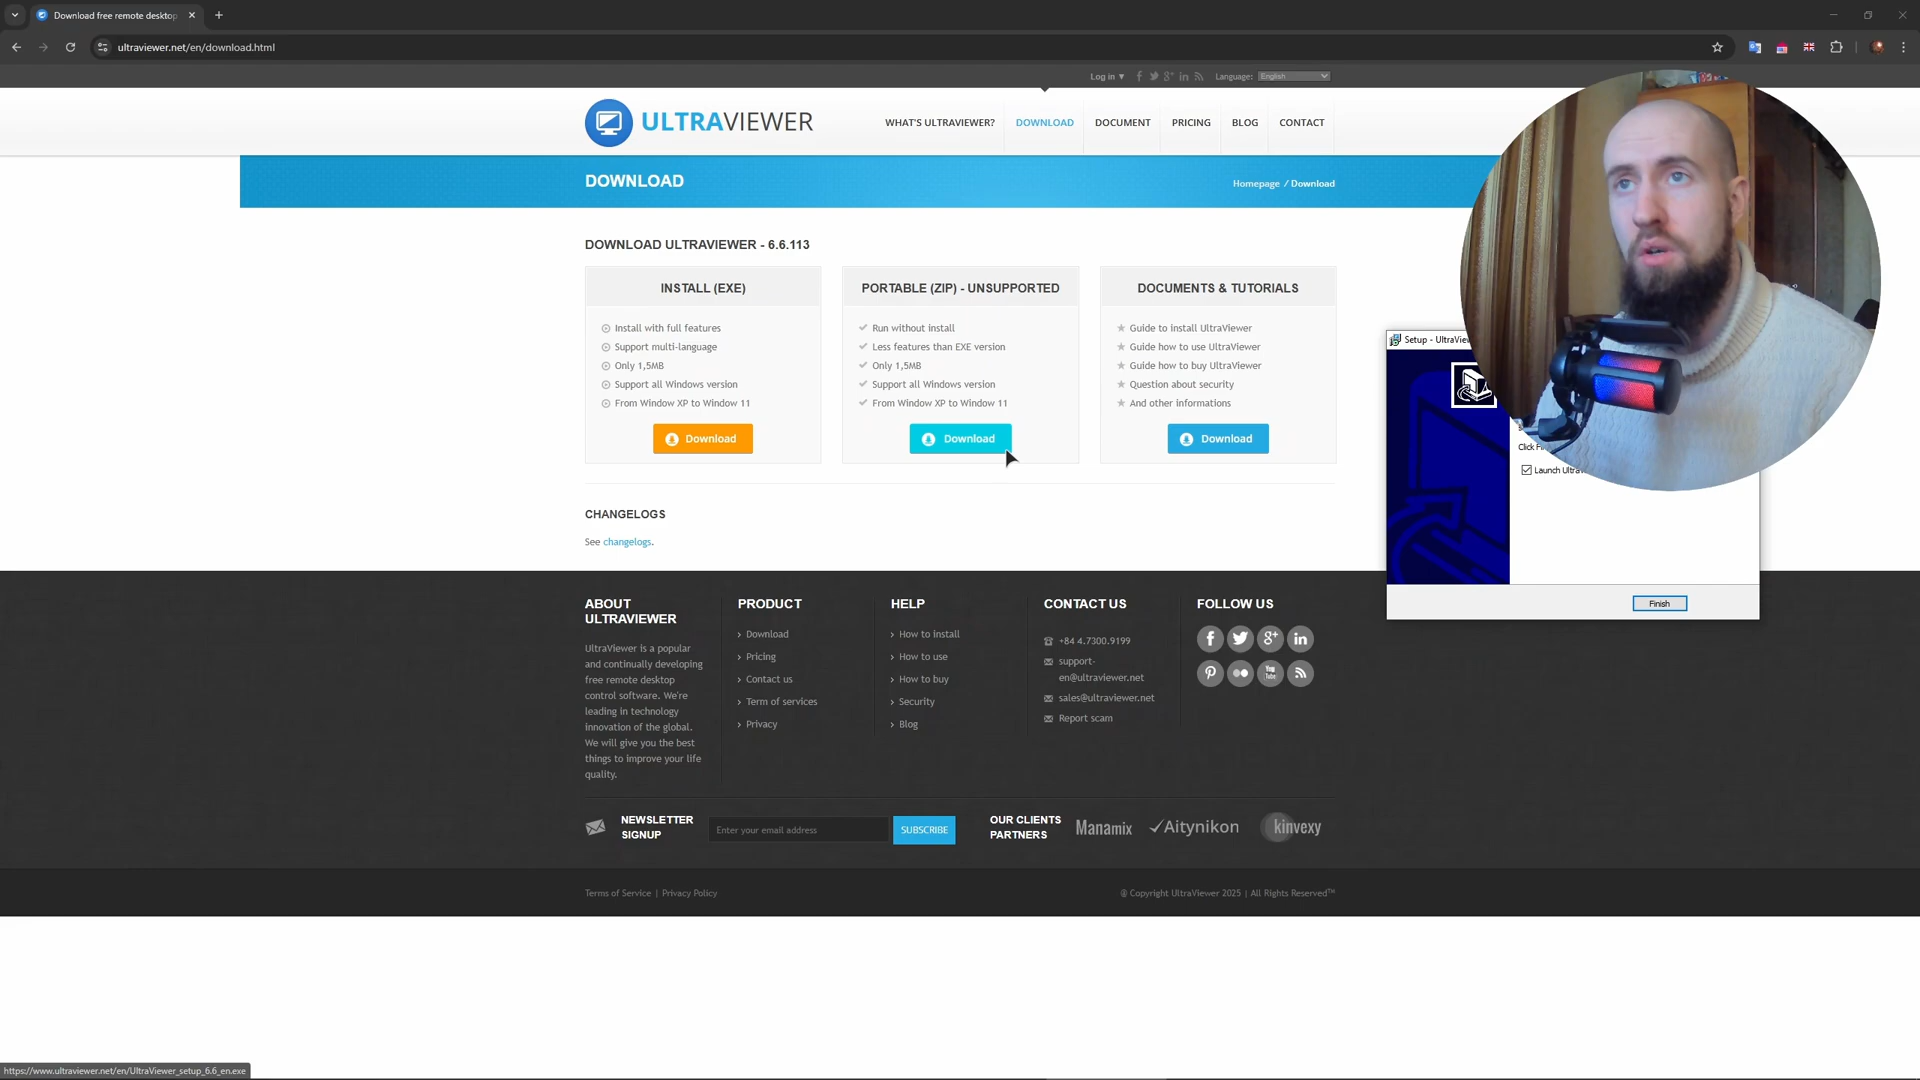 Download free remote desktop
ultraviewer.net/en/download.html
Log in
Language:
English
ULTRAVIEWER
WHAT'S ULTRAVIEWER?
DOWNLOAD
DOCUMENT
PRICING
BLOG
CONTACT
DOWNLOAD
Homepage / Download
DOWNLOAD ULTRAVIEWER - 6.6.113
INSTALL (EXE)
Install with full features
Support multi-language
Only 1,5MB
Support all Windows version
From Window XP to Window 11
Download
PORTABLE (ZIP) - UNSUPPORTED
Run without install
Less features than EXE version
Only 1,5MB
Support all Windows version
From Window XP to Window 11
Download
DOCUMENTS & TUTORIALS
Guide to install UltraViewer
Guide how to use UltraViewer
Guide how to buy UltraViewer
Question about security
And other informations
Download
Setup - UltraView
Click
Launch Ultra
Finish
CHANGELOGS
See changelogs.
ABOUT
ULTRAVIEWER
UltraViewer is a popular
and continually developing
free remote desktop
control software. We're
leading in technology
innovation of the global.
We will give you the best
things to improve your life
quality.
PRODUCT
Download
Pricing
Contact us
Term of services
Privacy
HELP
How to install
How to use
How to buy
Security
Blog
CONTACT US
+84 4.7300.9199
support-
en@ultraviewer.net
sales@ultraviewer.net
Report scam
FOLLOW US
NEWSLETTER
SIGNUP
Enter your email address
SUBSCRIBE
OUR CLIENTS
PARTNERS
Manamix
Aitynikon
kinvexy
Terms of Service | Privacy Policy
© Copyright UltraViewer 2025 | All Rights Reserved™
https://www.ultraviewer.net/en/UltraViewer_setup_6.6_en.exe